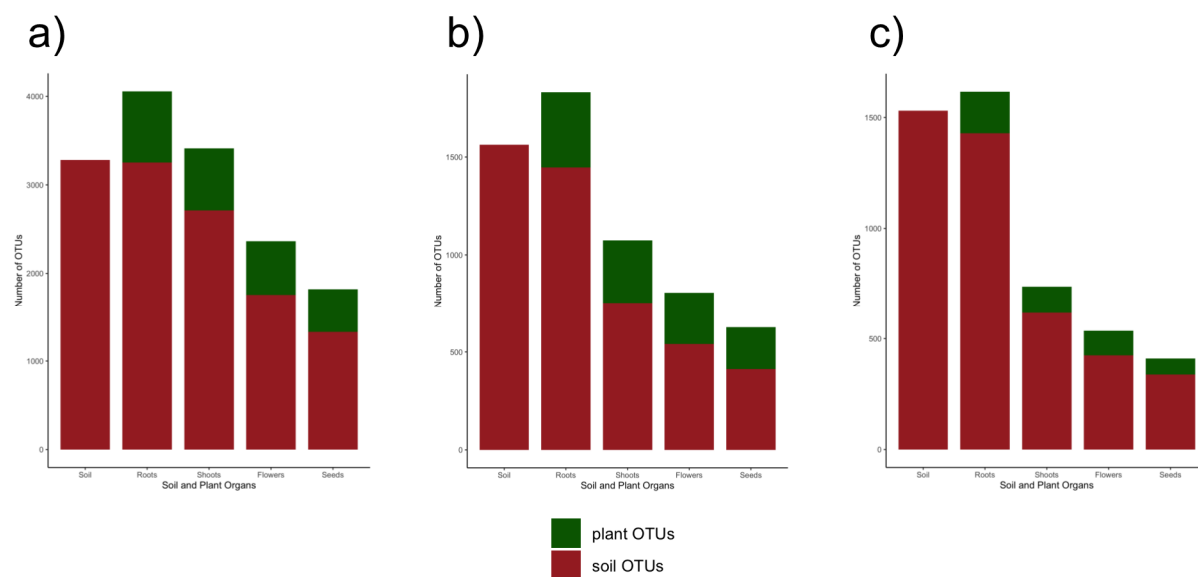 a)
b)
c)
4000
3000
2000
1000
0
Number of OTUs
Soil Roots Shoots Flowers Seeds
Soil and Plant Organs
1500
1000
500
0
Number of OTUs
Soil Roots Shoots Flowers Seeds
Soil and Plant Organs
1500
1000
500
0
Number of OTUs
Soil Roots Shoots Flowers Seeds
Soil and Plant Organs
plant OTUs
soil OTUs